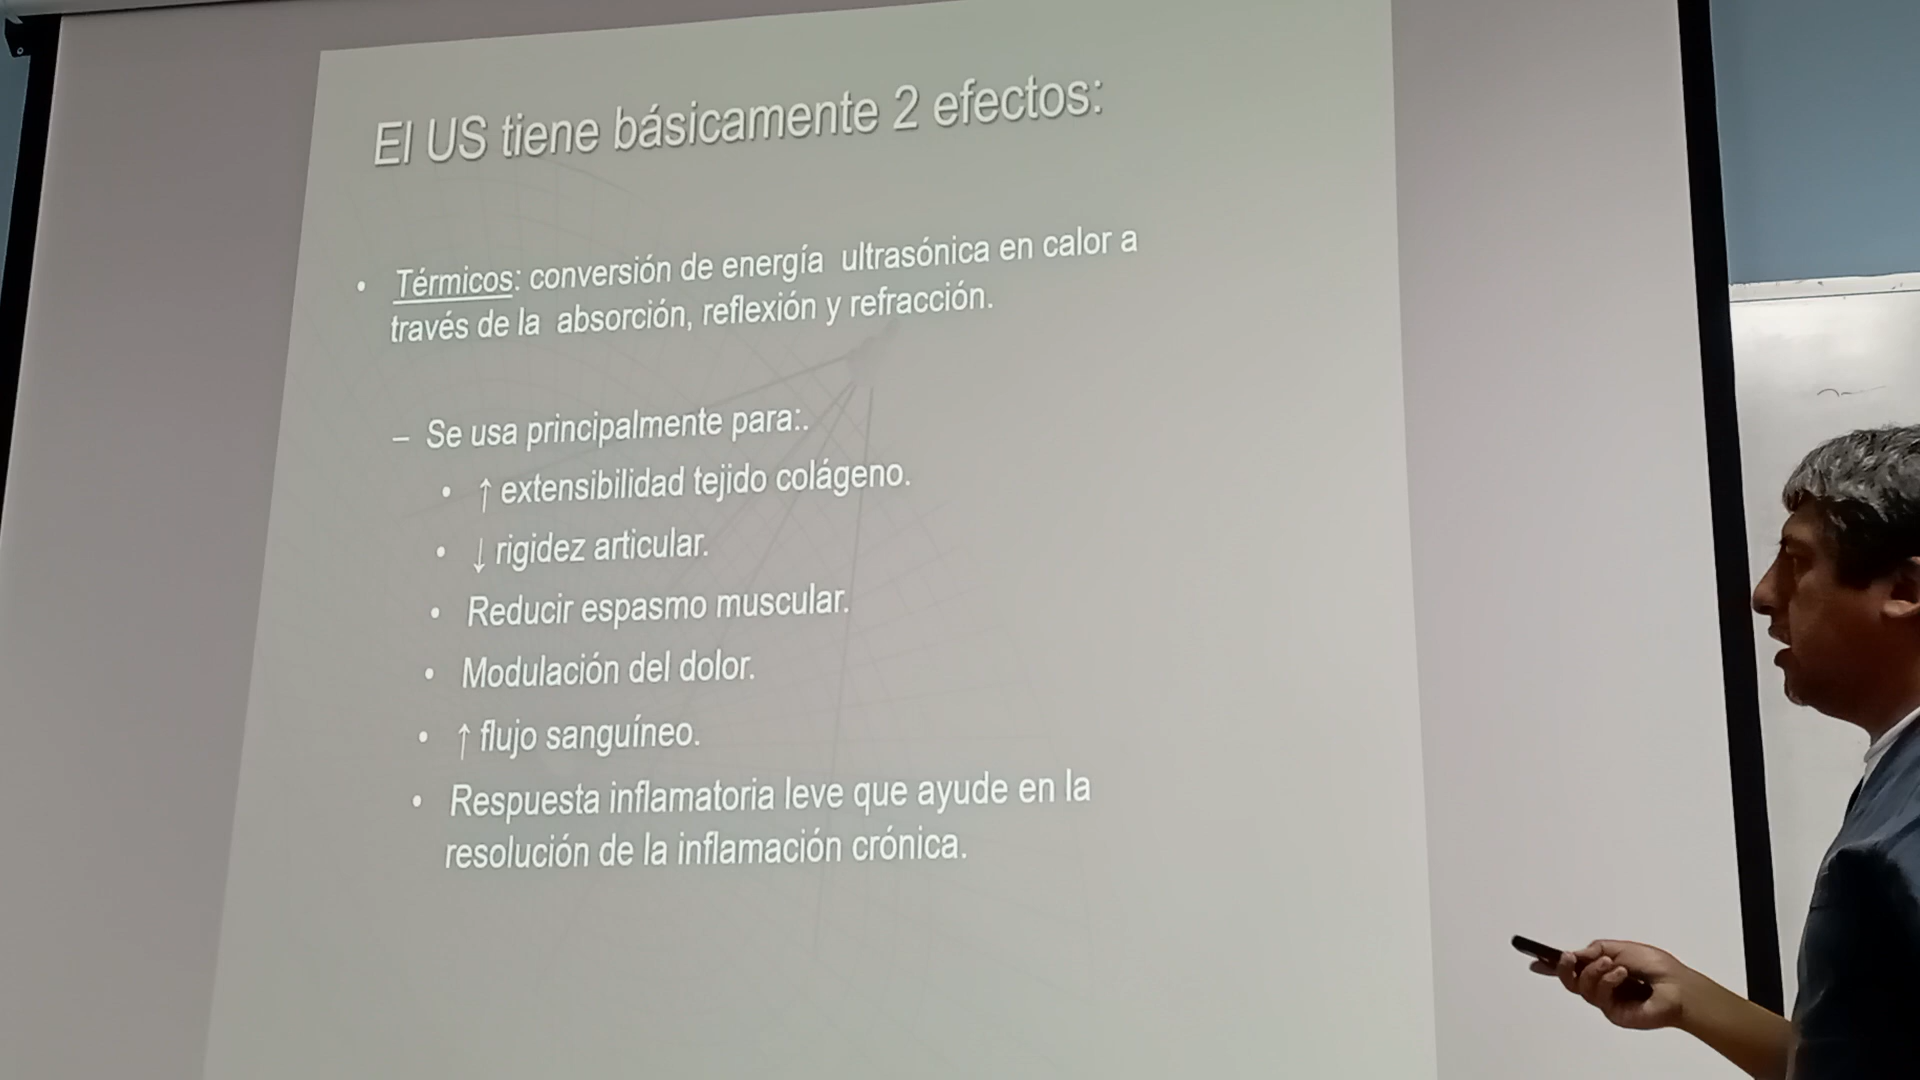 El US tiene básicamente 2 efectos:
• Térmicos: conversión de energía ultrasónica en calor a
través de la absorción, reflexión y refracción.
– Se usa principalmente para:.
• ↑ extensibilidad tejido colágeno.
• ↓ rigidez articular.
• Reducir espasmo muscular.
• Modulación del dolor.
• ↑ flujo sanguíneo.
• Respuesta inflamatoria leve que ayude en la
resolución de la inflamación crónica.